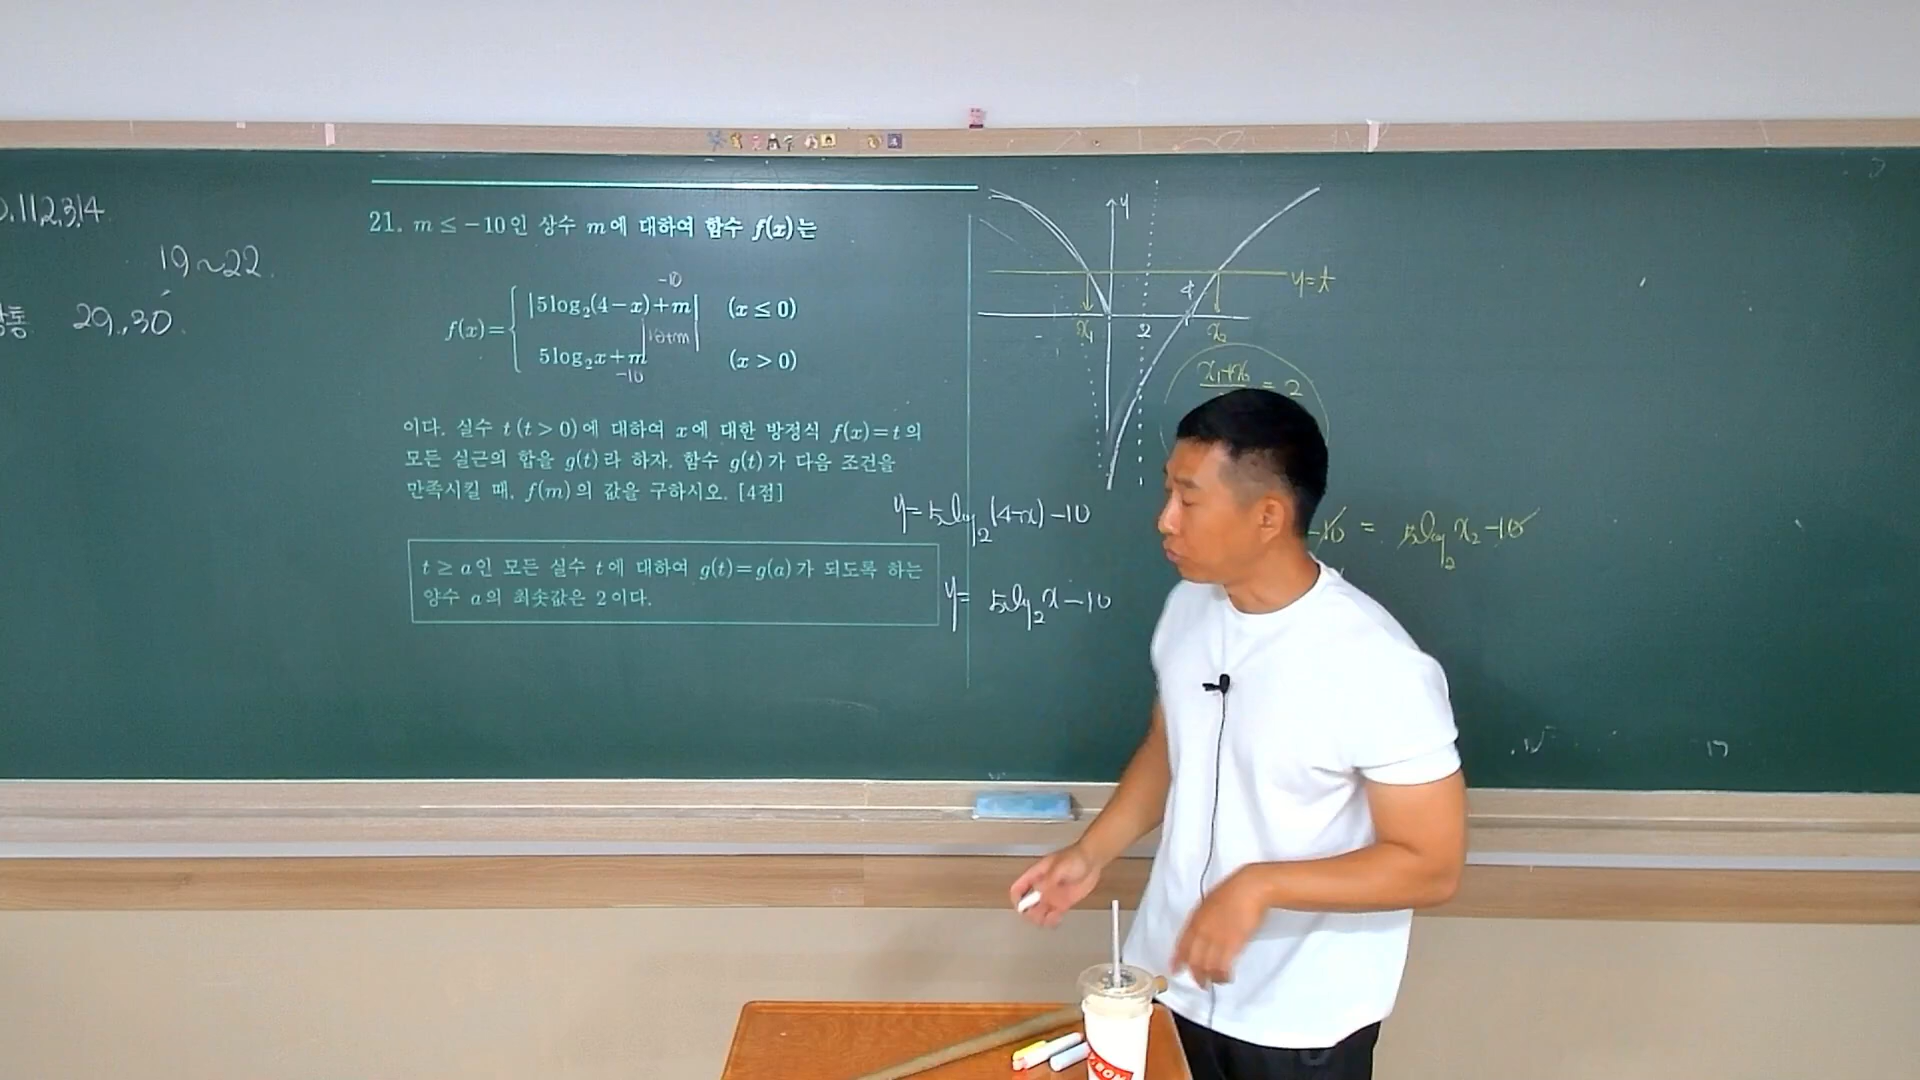 0.1.12.3.14
19~22
29, 30
21. m ≤ -10인 상수 m에 대하여 함수 f(x)는
-10
f(x)= { |5log₂(4-x)+m| (x ≤ 0)
|10+m|
5log₂x+m (x > 0)
-10
이다. 실수 t(t>0)에 대하여 x에 대한 방정식 f(x)=t의
모든 실근의 합을 g(t)라 하자. 함수 g(t)가 다음 조건을
만족시킬 때, f(m)의 값을 구하시오. [4점]
t ≥ a인 모든 실수 t에 대하여 g(t)=g(a)가 되도록 하는
양수 a의 최솟값은 2이다.
y
y=t
4
x₁ 2 x₂
x₁+x₂ = 2
y=5log₂(4-x)-10
-10 = 5log₂x₂-10
y= 5log₂x-10